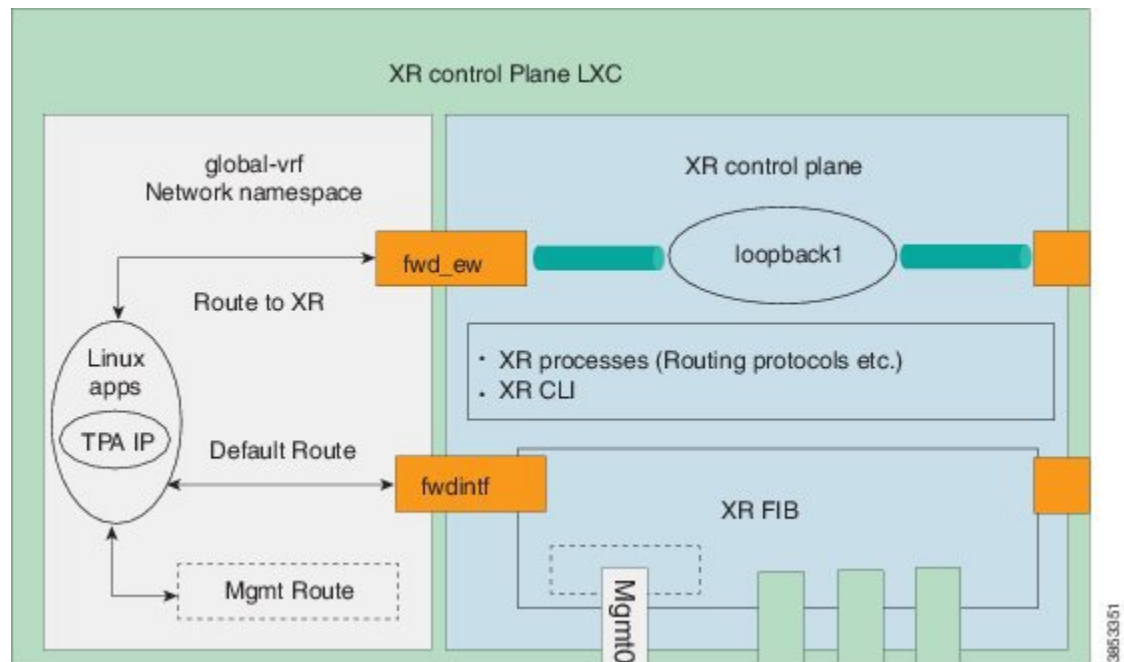 XR control Plane LXC
global-vrf
Network namespace
XR control plane
fwd_ew
loopback1
Route to XR
Linux
apps
TPA IP
• XR processes (Routing protocols etc.)
• XR CLI
Default Route
fwdintf
XR FIB
Mgmt Route
Mgmt0
3853351